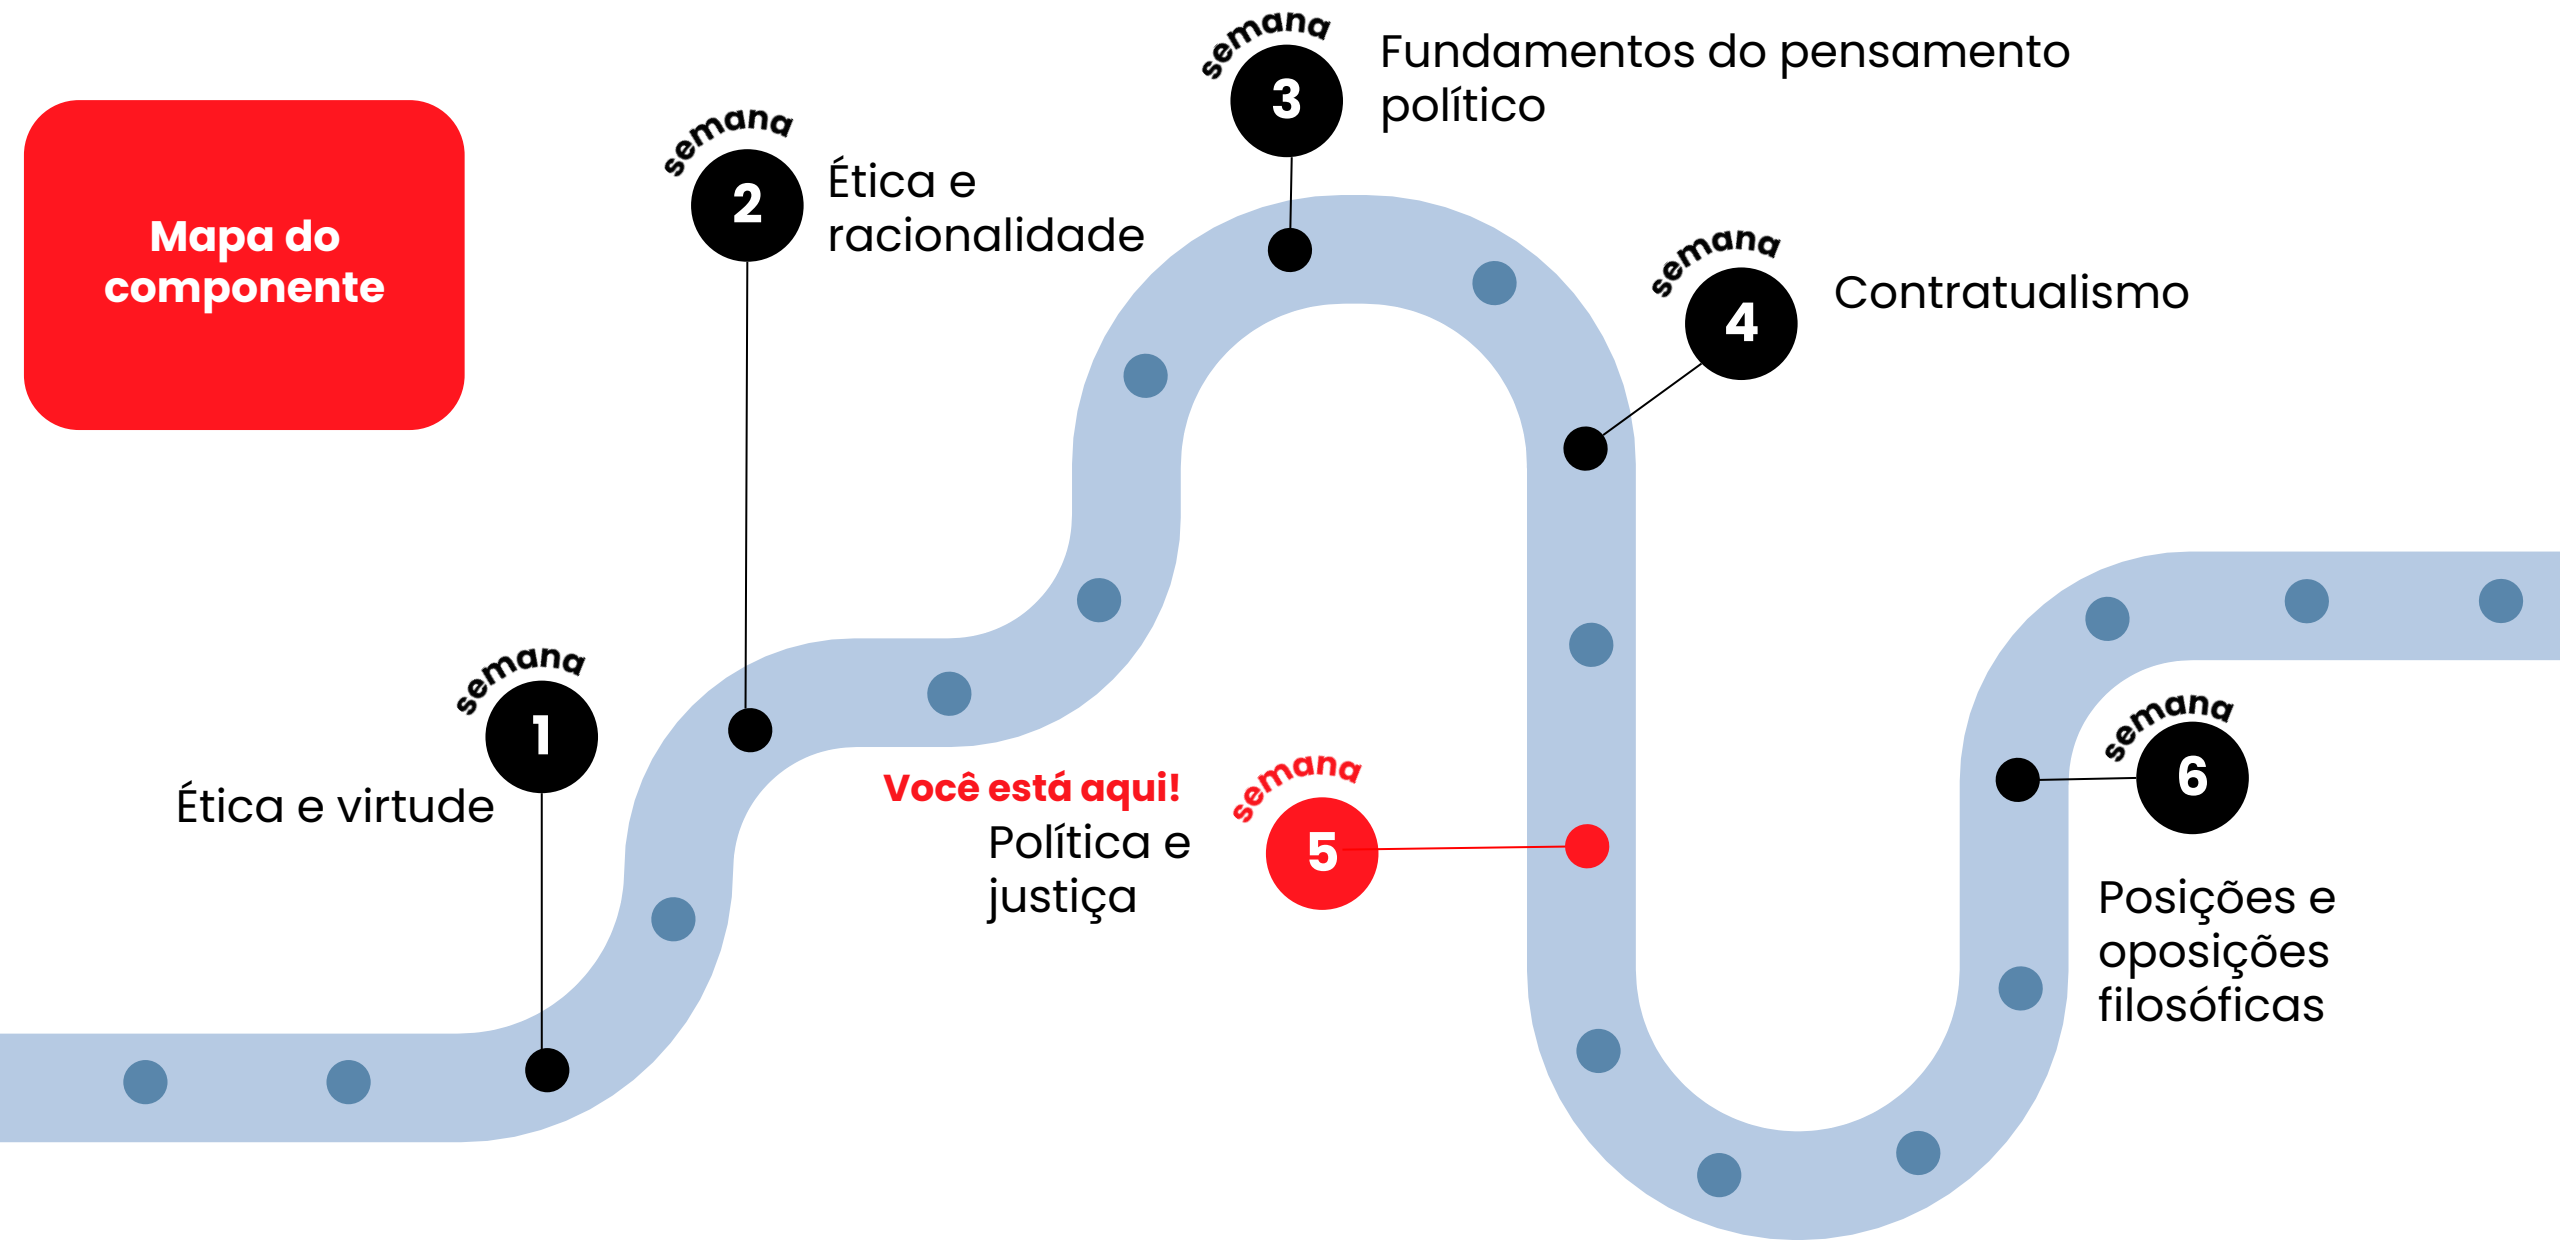 Mapa do
componente
semana
1
Ética e virtude
semana
2
Ética e
racionalidade
semana
3
Fundamentos do pensamento
político
semana
4
Contratualismo
Você está aqui!
semana
5
Política e
justiça
semana
6
Posições e
oposições
filosóficas